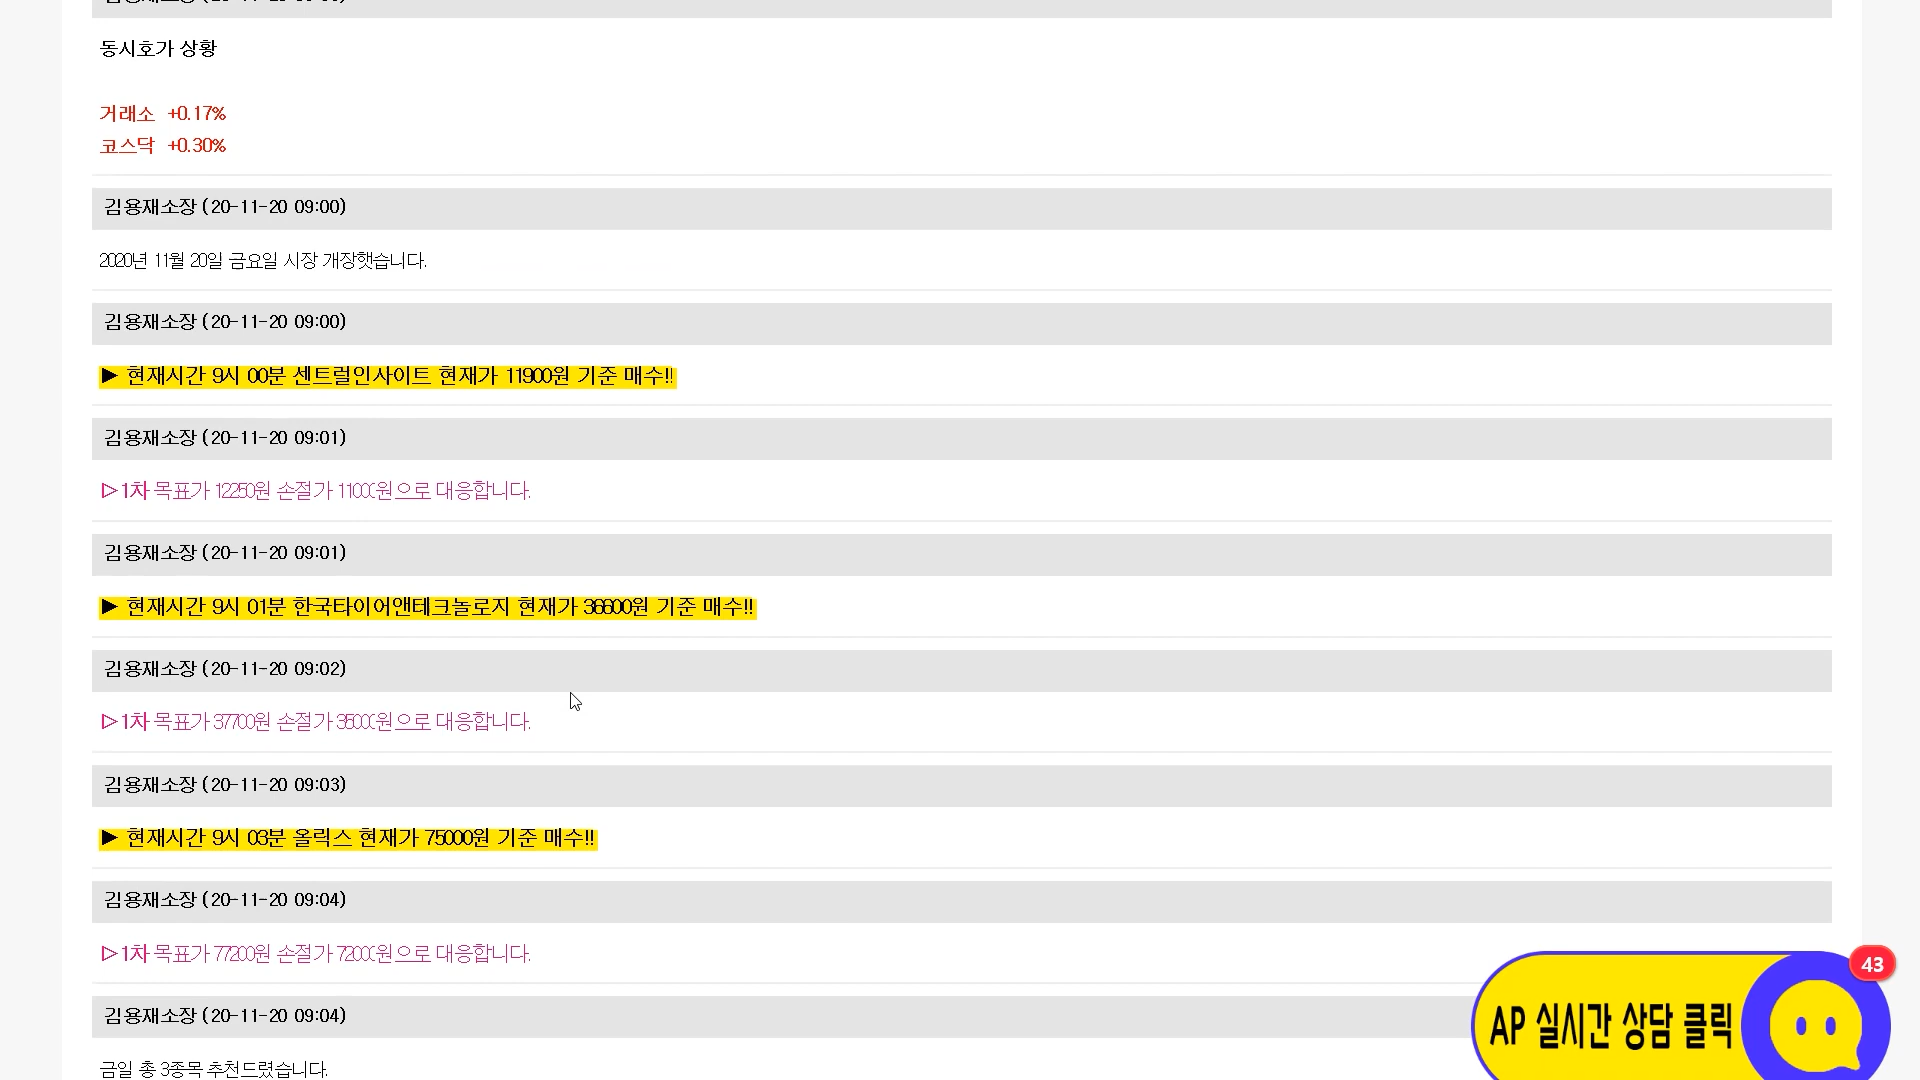 동시호가 상황
거래소 +0.17%
코스닥 +0.30%
김용재소장 (20-11-20 09:00)
2020년 11월 20일 금요일 시장 개장햇습니다.
김용재소장 (20-11-20 09:00)
▶ 현재시간 9시 00분 센트럴인사이트 현재가 11900원 기준 매수!!
김용재소장 (20-11-20 09:01)
▷1차 목표가 12250원 손절가 11000원으로 대응합니다.
김용재소장 (20-11-20 09:01)
▶ 현재시간 9시 01분 한국타이어앤테크놀로지 현재가 36600원 기준 매수!!
김용재소장 (20-11-20 09:02)
▷1차 목표가 37700원 손절가 35000원으로 대응합니다.
김용재소장 (20-11-20 09:03)
▶ 현재시간 9시 03분 올릭스 현재가 75000원 기준 매수!!
김용재소장 (20-11-20 09:04)
▷1차 목표가 77200원 손절가 72000원으로 대응합니다.
김용재소장 (20-11-20 09:04)
금일 총 3종목 추천드렸습니다.
43
AP 실시간 상담 클릭